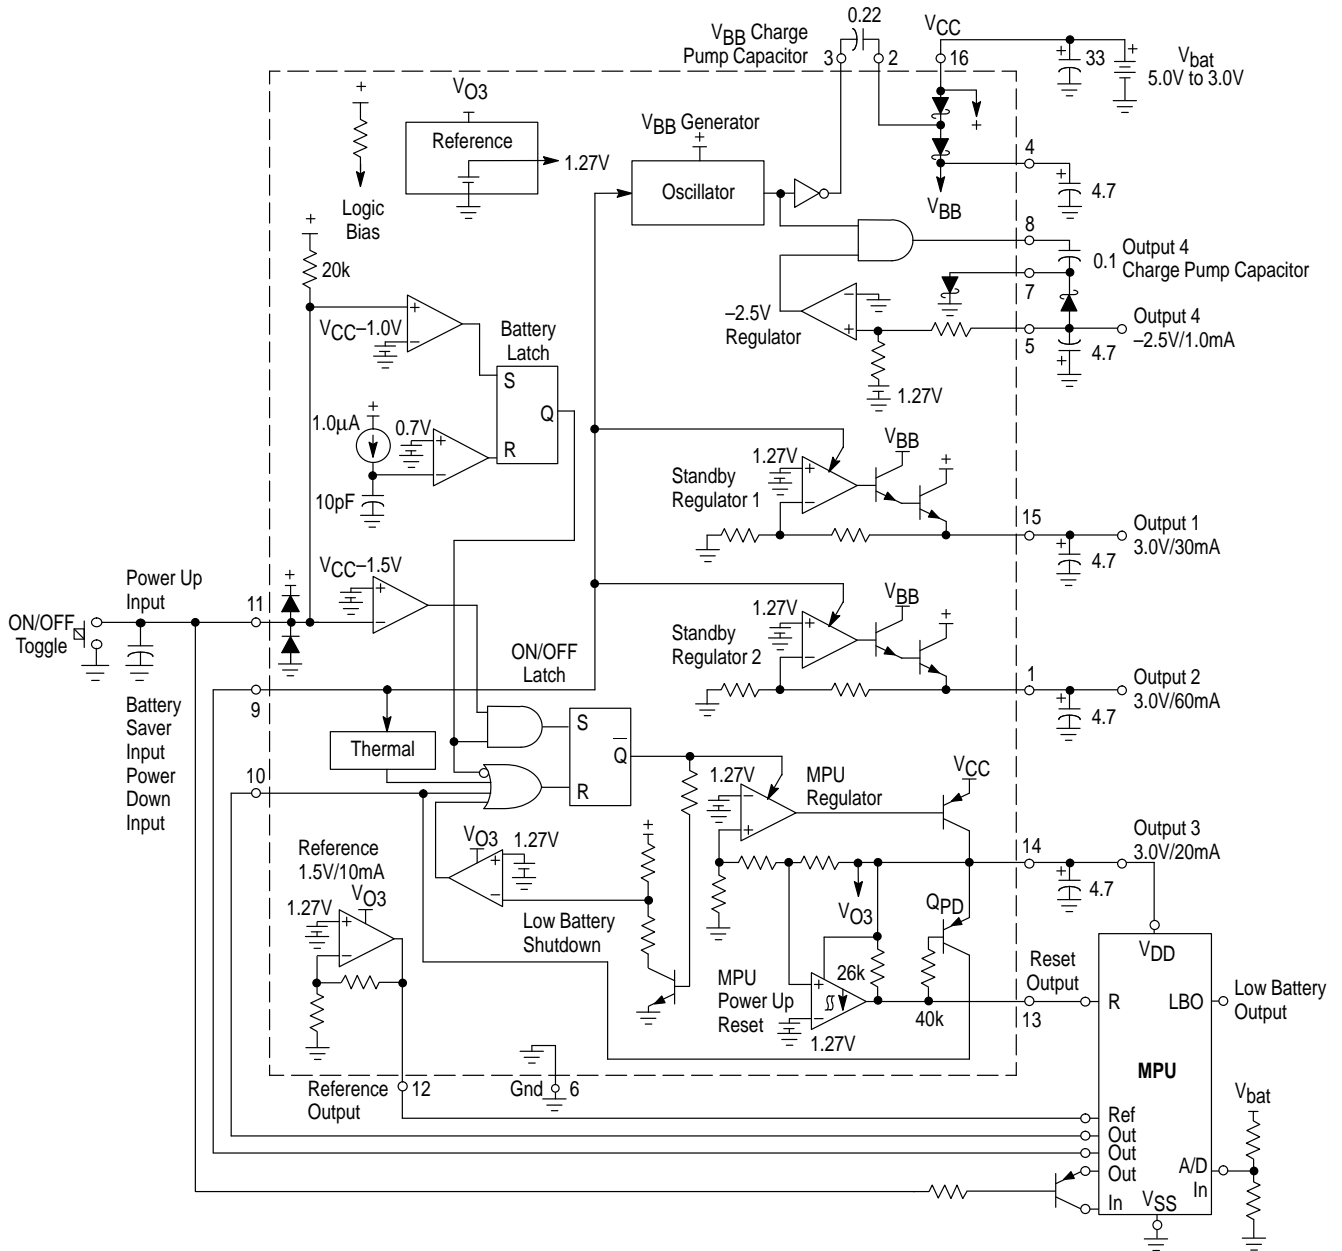 0.22
VBB Charge
Pump Capacitor
3
2
VCC
16
+
33
+
Vbat
5.0V to 3.0V
+
VO3
Reference
1.27V
VBB Generator
+
Oscillator
+
4
+
4.7
VBB
Logic
Bias
+
20k
8
0.1
Output 4
Charge Pump Capacitor
7
–2.5V
Regulator
–
+
5
Output 4
–2.5V/1.0mA
4.7
+
1.27V
VCC–1.0V
+
–
Battery
Latch
S
Q
R
+
1.0µA
0.7V
+
–
10pF
1.27V
+
–
VBB
+
Standby
Regulator 1
15
Output 1
3.0V/30mA
+
4.7
VCC–1.5V
+
–
Power Up
Input
11
+
ON/OFF
Toggle
1.27V
+
–
VBB
+
Standby
Regulator 2
1
Output 2
3.0V/60mA
+
4.7
ON/OFF
Latch
9
Battery
Saver
Input
Power
Down
Input
Thermal
S
Q
R
10
1.27V
–
+
MPU
Regulator
VCC
14
Output 3
3.0V/20mA
+
4.7
Reference
1.5V/10mA
VO3
1.27V
+
–
VO3
1.27V
+
–
+
Low Battery
Shutdown
VO3
QPD
MPU
Power Up
Reset
+
–
26k
1.27V
40k
Reset
Output
13
VDD
R
LBO
Low Battery
Output
MPU
Reference
Output
12
Gnd
6
Ref
Out
Out
Out
In
A/D
In
VSS
Vbat